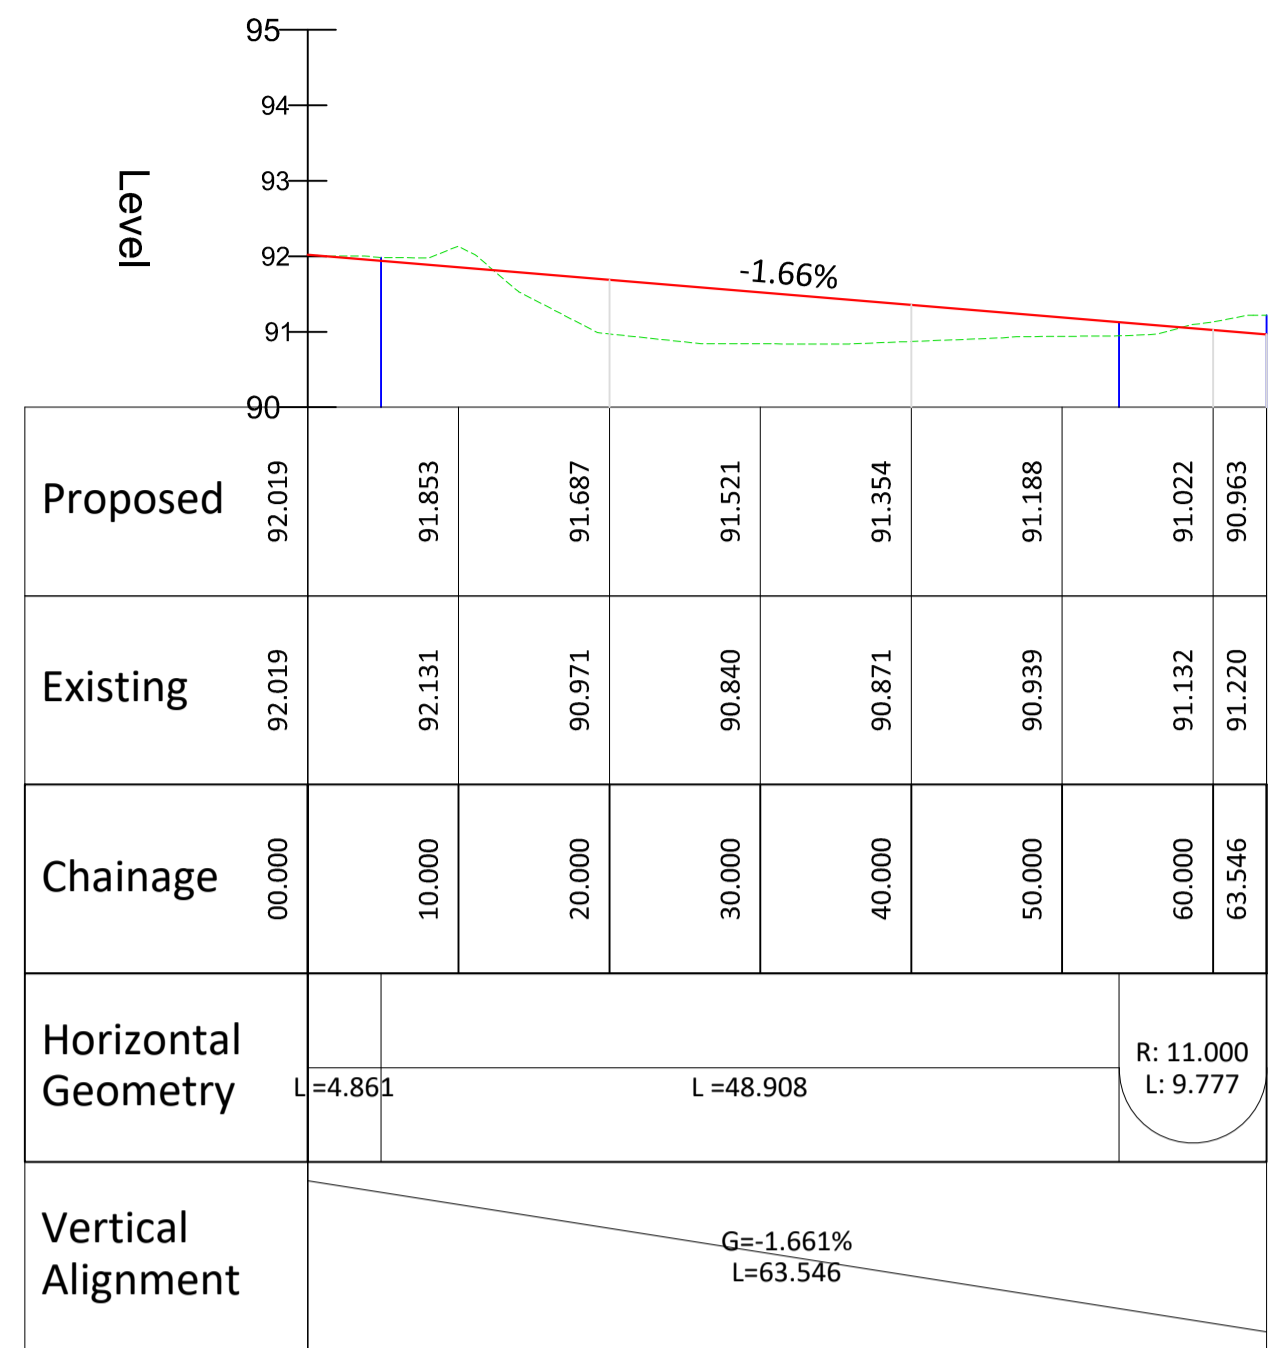 95
94
93
Level
92
-1.66%
91
90
Proposed 92.019 91.853 91.687 91.521 91.354 91.188 91.022 90.963
Existing 92.019 92.131 90.971 90.840 90.871 90.939 91.132 91.220
Chainage 00.000 10.000 20.000 30.000 40.000 50.000 60.000 63.546
Horizontal
Geometry
L =4.861
L =48.908
R: 11.000
L: 9.777
Vertical
Alignment
G=-1.661%
L=63.546